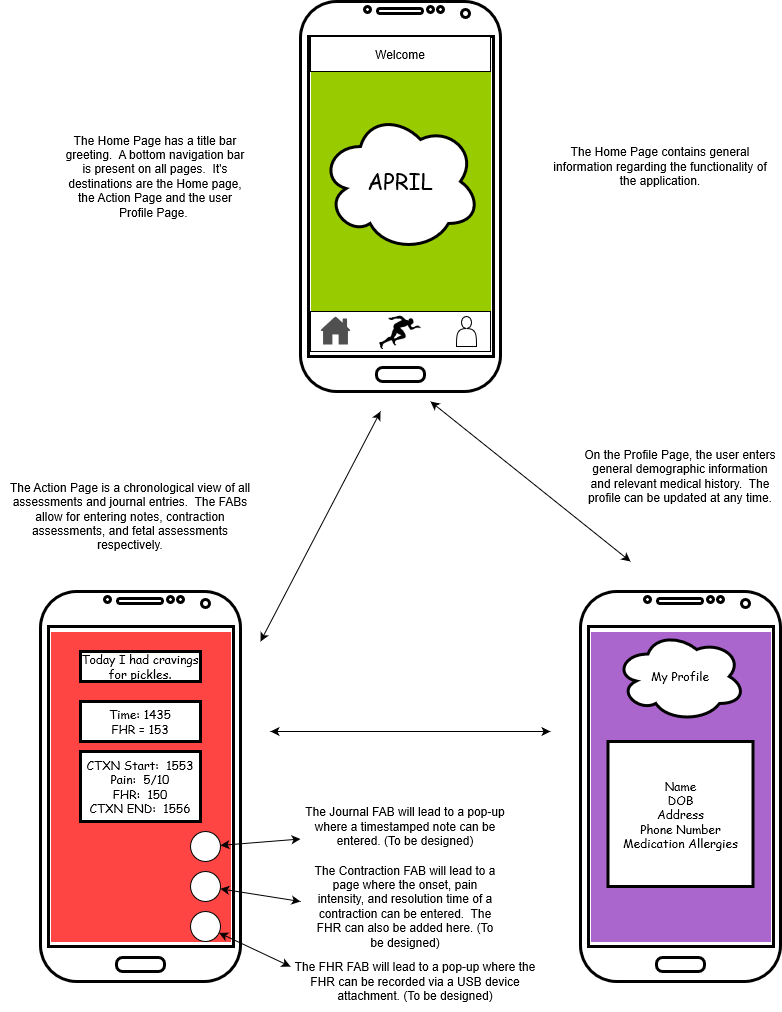 Welcome
APRIL
The Home Page has a title bar
greeting.  A bottom navigation bar
is present on all pages.  It's
destinations are the Home page,
the Action Page and the user
Profile Page.
The Home Page contains general
information regarding the functionality of
the application.
On the Profile Page, the user enters
general demographic information
and relevant medical history.  The
profile can be updated at any time.
The Action Page is a chronological view of all
assessments and journal entries.  The FABs
allow for entering notes, contraction
assessments, and fetal assessments
respectively.
Today I had cravings
for pickles.
Time: 1435
FHR = 153
CTXN Start:  1553
Pain:  5/10
FHR:  150
CTXN END:  1556
The Journal FAB will lead to a pop-up
where a timestamped note can be
entered. (To be designed)
The Contraction FAB will lead to a
page where the onset, pain
intensity, and resolution time of a
contraction can be entered.  The
FHR can also be added here. (To
be designed)
The FHR FAB will lead to a pop-up where the
FHR can be recorded via a USB device
attachment. (To be designed)
My Profile
Name
DOB
Address
Phone Number
Medication Allergies